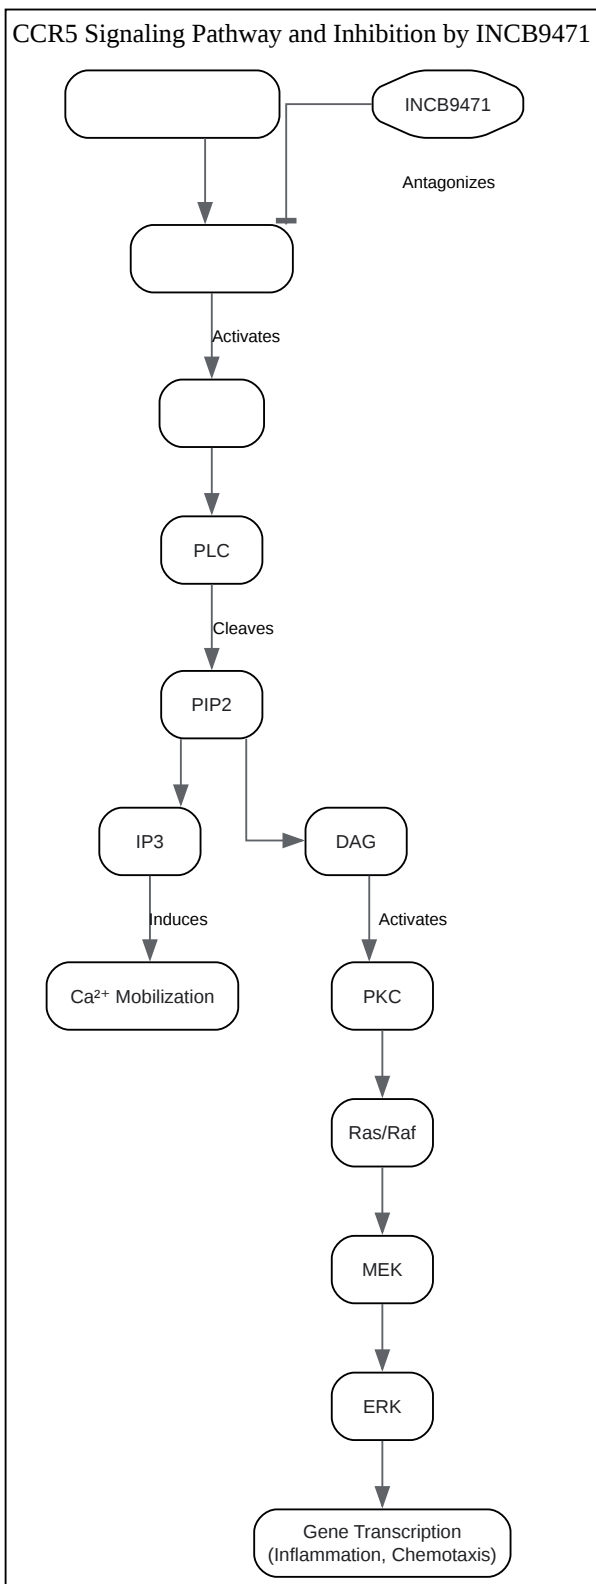 CCR5 Signaling Pathway and Inhibition by INCB9471
INCB9471
Antagonizes
Activates
PLC
Cleaves
PIP2
IP3
DAG
Induces
Activates
Ca²⁺ Mobilization
PKC
Ras/Raf
MEK
ERK
Gene Transcription
(Inflammation, Chemotaxis)